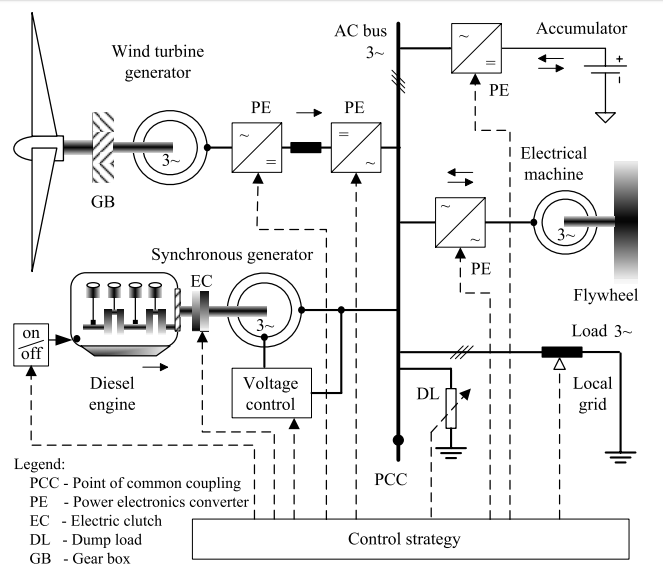 Wind turbine
generator
AC bus
3~
Accumulator
~
=
+
PE
PE
PE
~
=
=
~
3~
GB
Electrical
machine
~
~
3~
PE
Flywheel
Synchronous generator
EC
3~
on
off
Diesel
engine
Voltage
control
Load 3~
Local
grid
DL
PCC
Legend:
PCC - Point of common coupling
PE - Power electronics converter
EC - Electric clutch
DL - Dump load
GB - Gear box
Control strategy